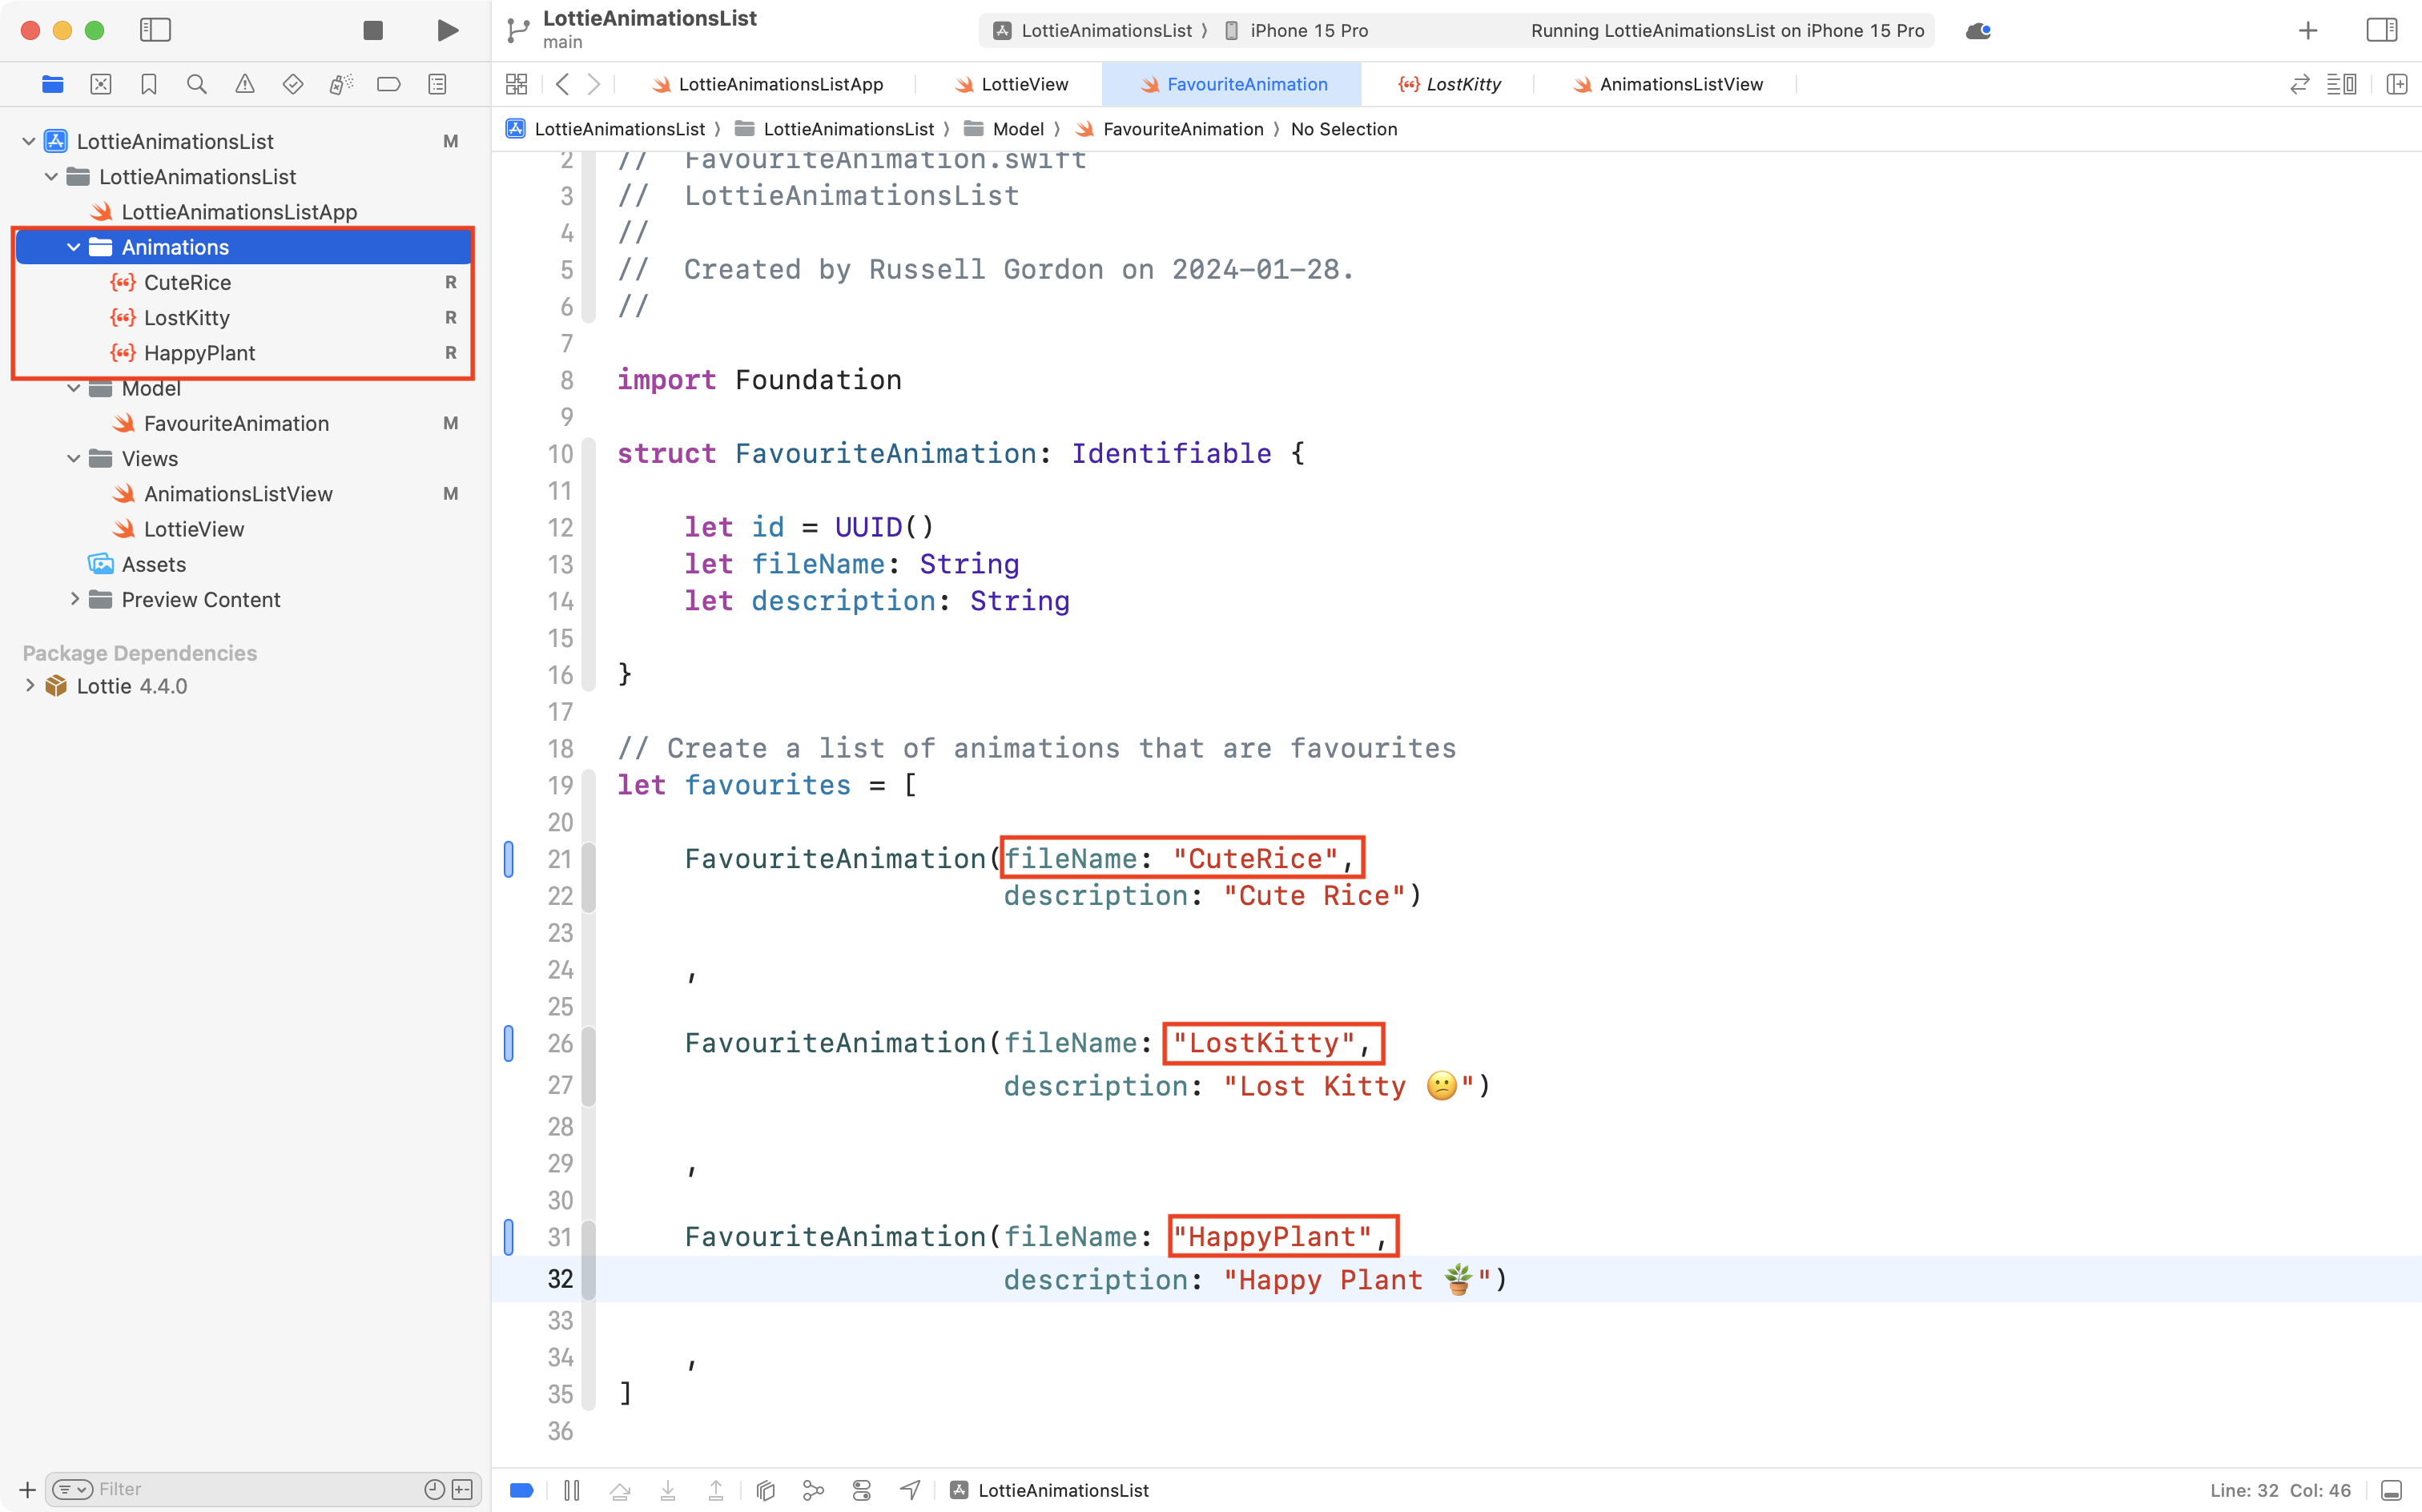 LottieAnimationsList
main
LottieAnimationsList 〉 iPhone 15 Pro
Running LottieAnimationsList on iPhone 15 Pro
LottieAnimationsListApp
LottieView
FavouriteAnimation
LostKitty
AnimationsListView
LottieAnimationsList 〉 LottieAnimationsList 〉 Model 〉 FavouriteAnimation 〉 No Selection
LottieAnimationsList M
LottieAnimationsList
LottieAnimationsListApp
Animations
CuteRice R
LostKitty R
HappyPlant R
Model
FavouriteAnimation M
Views
AnimationsListView M
LottieView
Assets
Preview Content
Package Dependencies
Lottie 4.4.0
Filter
2 //  FavouriteAnimation.swift
3 //  LottieAnimationsList
4 //
5 //  Created by Russell Gordon on 2024-01-28.
6 //
7
8 import Foundation
9
10 struct FavouriteAnimation: Identifiable {
11
12     let id = UUID()
13     let fileName: String
14     let description: String
15
16 }
17
18 // Create a list of animations that are favourites
19 let favourites = [
20
21     FavouriteAnimation(fileName: "CuteRice",
22                        description: "Cute Rice")
23
24     ,
25
26     FavouriteAnimation(fileName: "LostKitty",
27                        description: "Lost Kitty 😕")
28
29     ,
30
31     FavouriteAnimation(fileName: "HappyPlant",
32                        description: "Happy Plant 🪴")
33
34     ,
35 ]
36
LottieAnimationsList
Line: 32 Col: 46